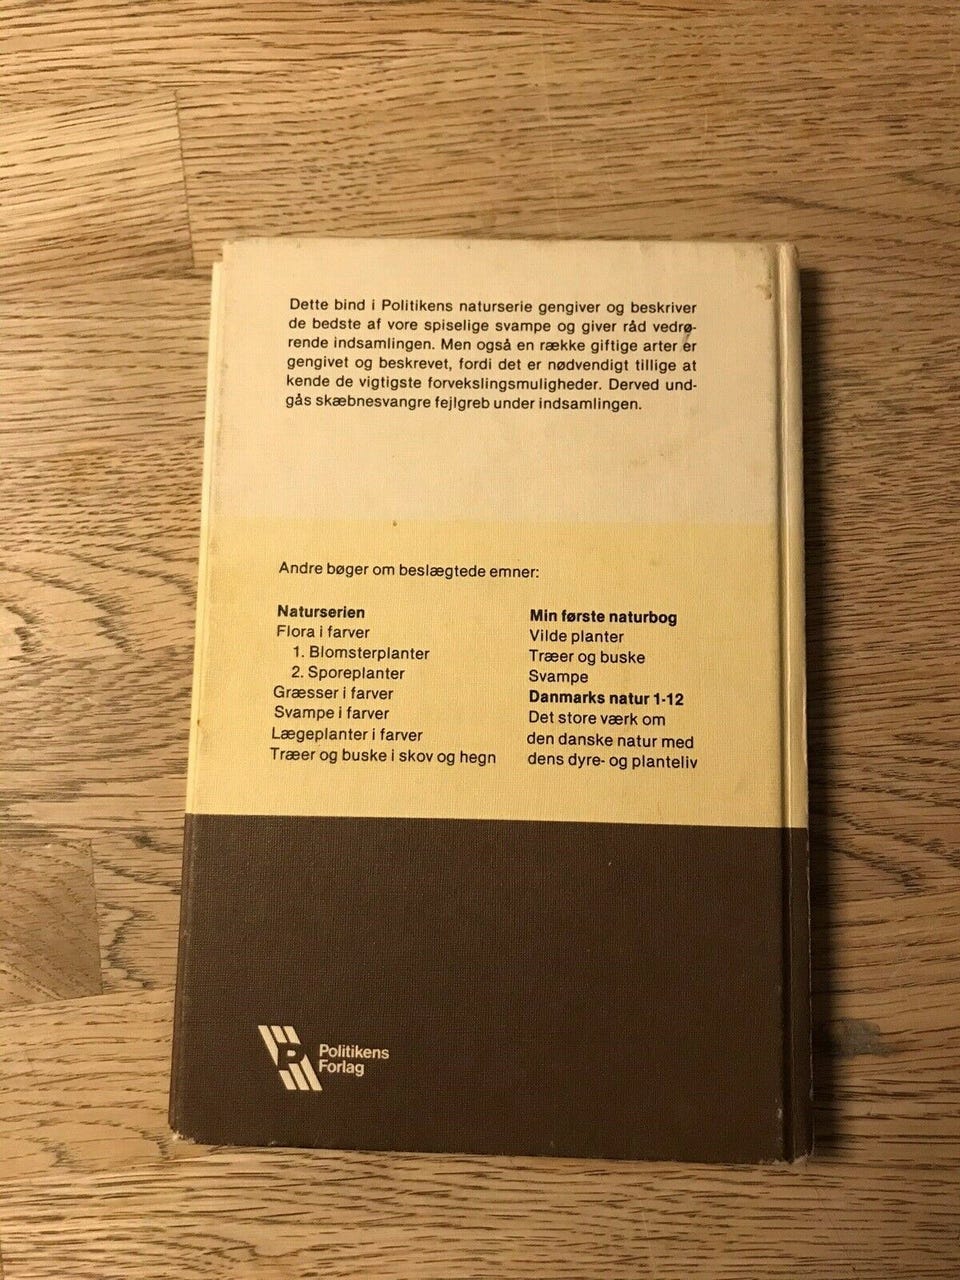 Dette bind i Politikens naturserie gengiver og beskriver
de bedste af vore spiselige svampe og giver råd vedrø-
rende indsamlingen. Men også en række giftige arter er
gengivet og beskrevet, fordi det er nødvendigt tillige at
kende de vigtigste forvekslingsmuligheder. Derved und-
gås skæbnesvangre fejlgreb under indsamlingen.
Andre bøger om beslægtede emner:
Naturserien
Flora i farver
1. Blomsterplanter
2. Sporeplanter
Græsser i farver
Svampe i farver
Lægeplanter i farver
Træer og buske i skov og hegn
Min første naturbog
Vilde planter
Træer og buske
Svampe
Danmarks natur 1-12
Det store værk om
den danske natur med
dens dyre- og planteliv
P
Politikens
Forlag